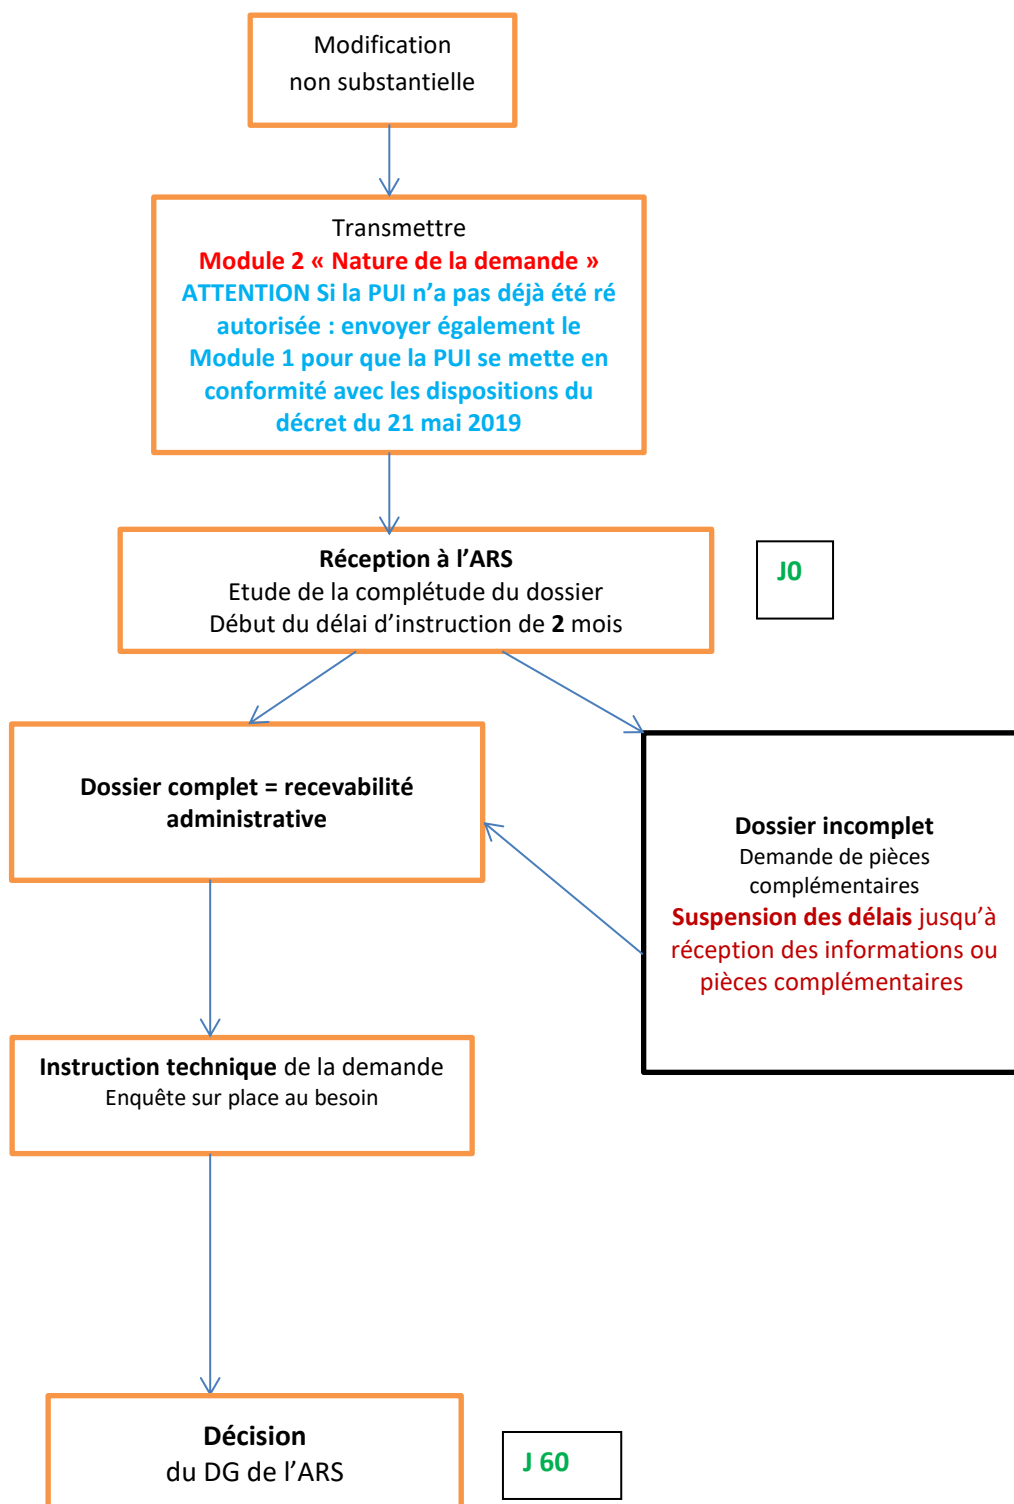 Modification
non substantielle
Transmettre
Module 2 « Nature de la demande »
ATTENTION Si la PUI n’a pas déjà été ré
autorisée : envoyer également le
Module 1 pour que la PUI se mette en
conformité avec les dispositions du
décret du 21 mai 2019
Réception à l’ARS
Etude de la complétude du dossier
Début du délai d’instruction de 2 mois
J0
Dossier complet = recevabilité
administrative
Dossier incomplet
Demande de pièces
complémentaires
Suspension des délais jusqu’à
réception des informations ou
pièces complémentaires
Instruction technique de la demande
Enquête sur place au besoin
Décision
du DG de l’ARS
J 60